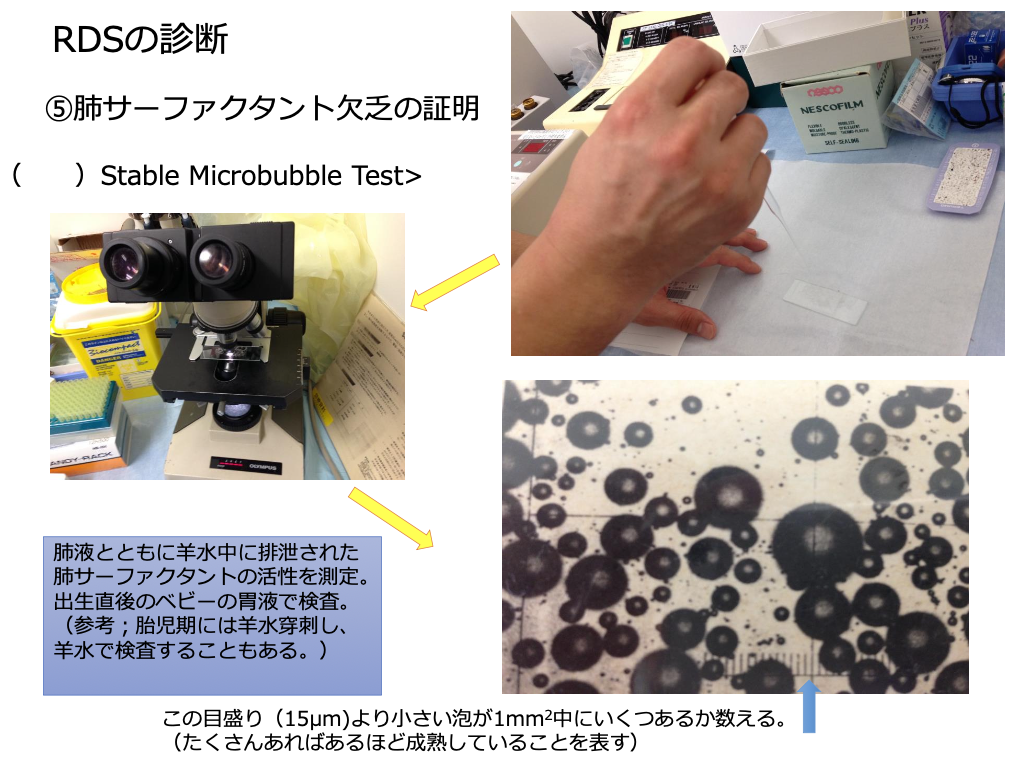 RDSの診断
⑤肺サーファクタント欠乏の証明
（　　）Stable Microbubble Test>
NESCO
NESCOFILM
SELF-SEALING
Plus
プラス
Biocompact
DANGER
ANDY-RACK
OLYMPUS
肺液とともに羊水中に排泄された
肺サーファクタントの活性を測定。
出生直後のベビーの胃液で検査。
（参考；胎児期には羊水穿刺し、
羊水で検査することもある。）
この目盛り（15μm)より小さい泡が1mm²中にいくつあるか数える。
（たくさんあればあるほど成熟していることを表す）